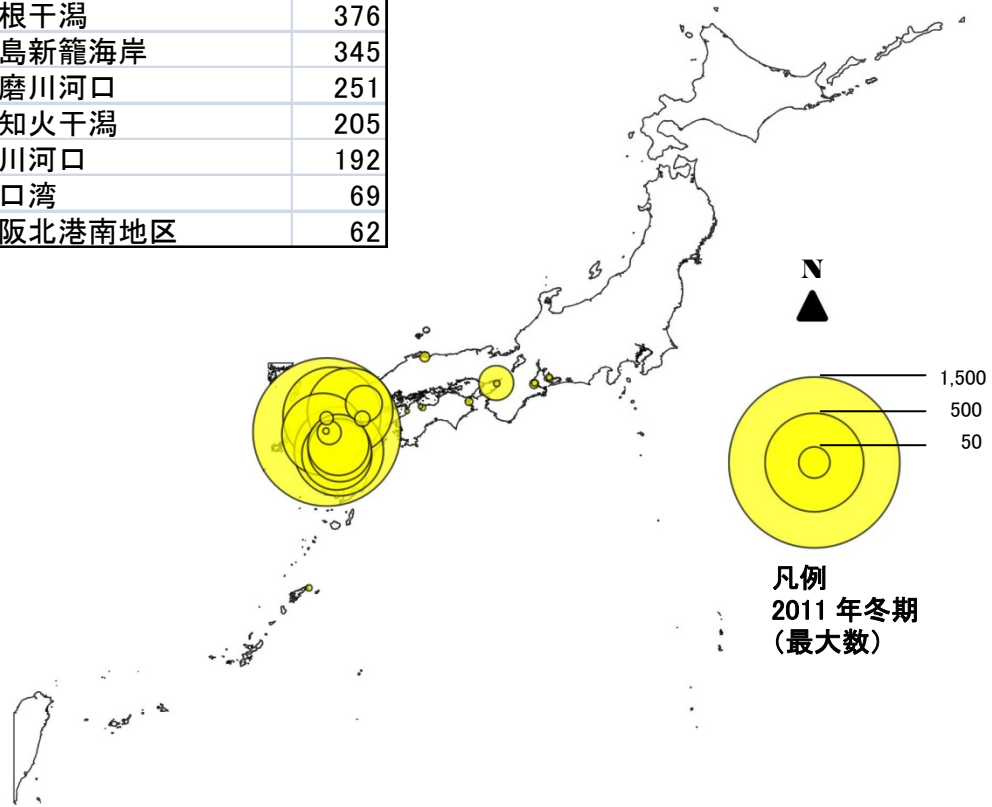 根干潟 376
島新籠海岸 345
磨川河口 251
知火干潟 205
川河口 192
口湾 69
阪北港南地区 62
N
1,500
500
50
凡例
2011 年冬期
(最大数)